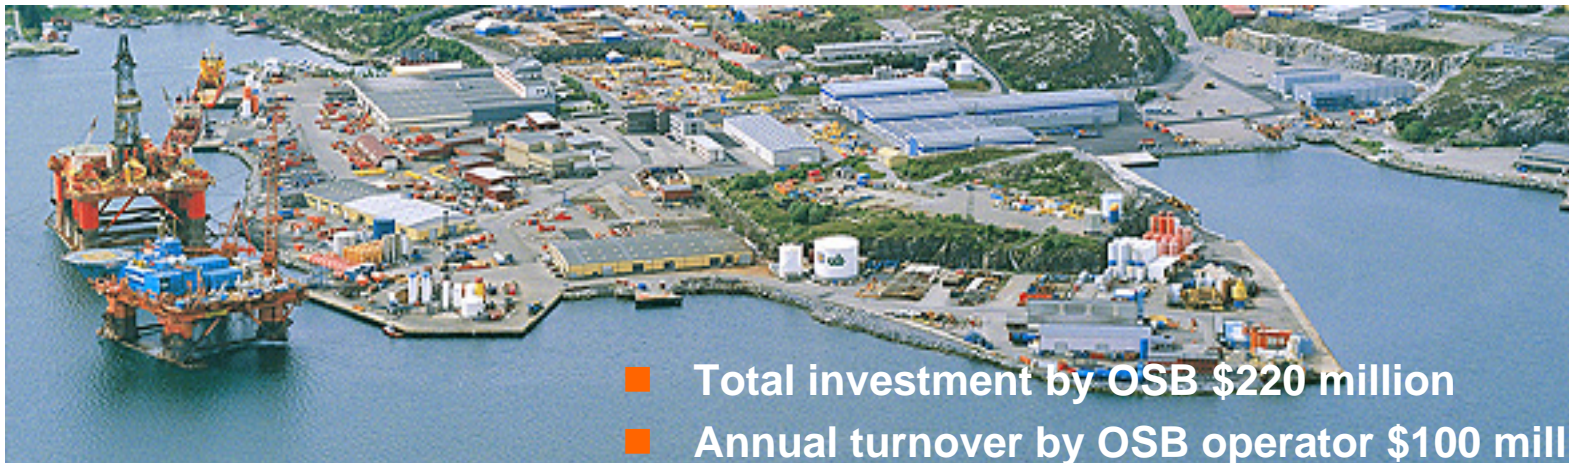 Total investment by OSB $220 million
Annual turnover by OSB operator $100 mill